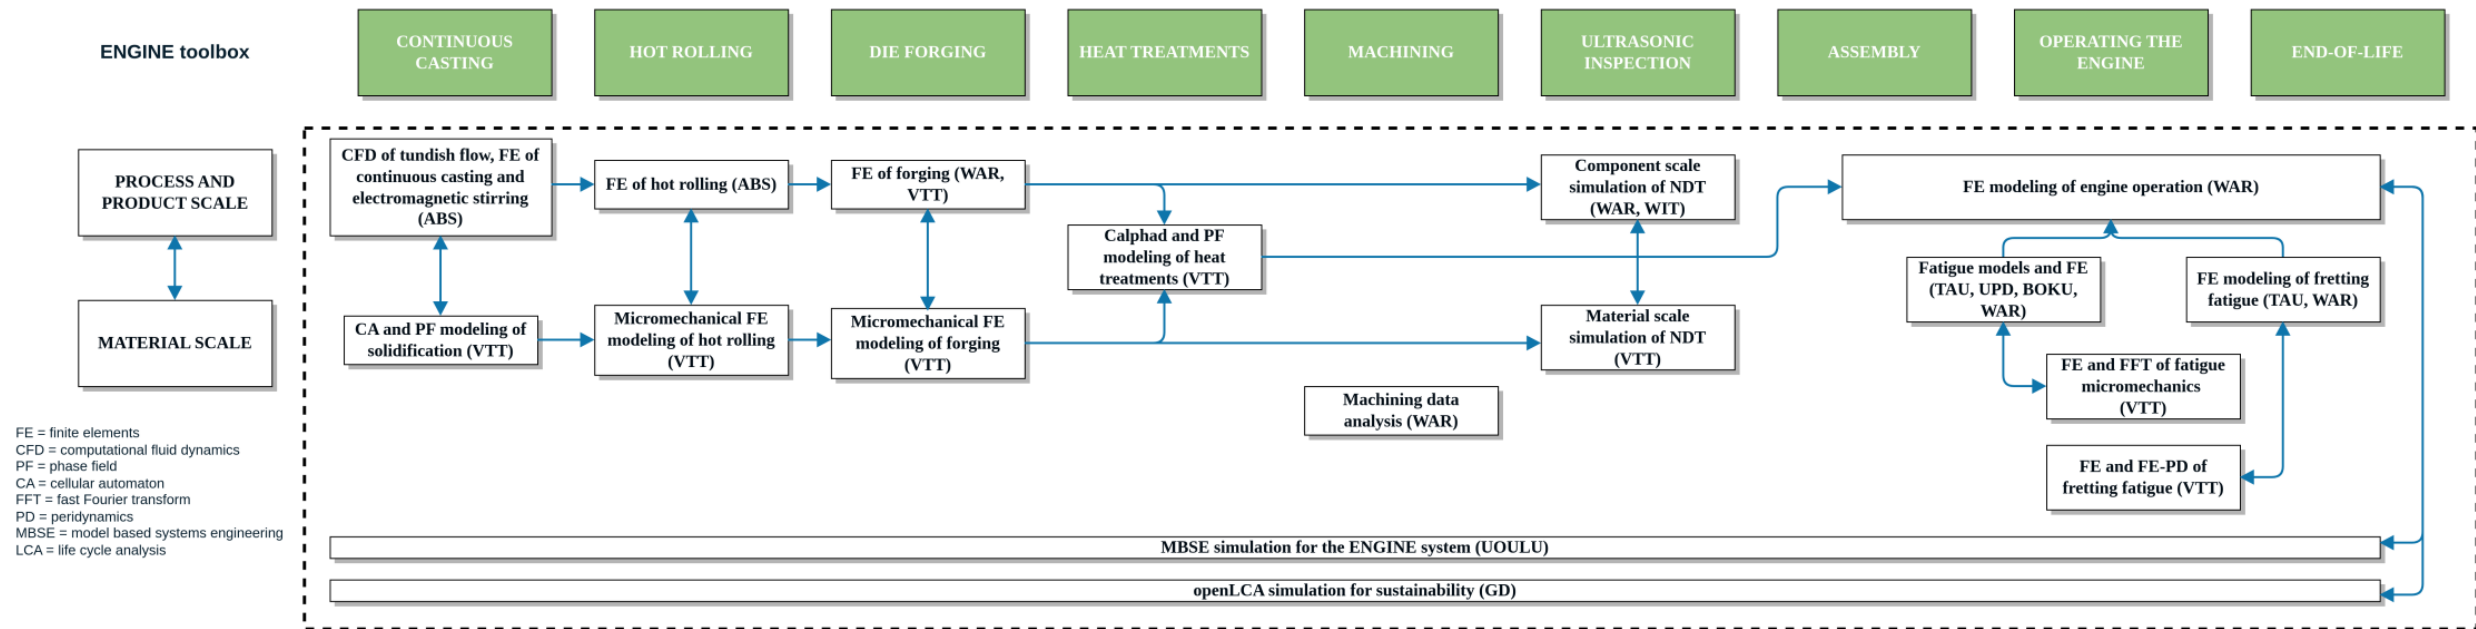 ENGINE toolbox
CONTINUOUS
CASTING
HOT ROLLING
DIE FORGING
HEAT TREATMENTS
MACHINING
ULTRASONIC
INSPECTION
ASSEMBLY
OPERATING THE
ENGINE
END-OF-LIFE
PROCESS AND
PRODUCT SCALE
MATERIAL SCALE
CFD of tundish flow, FE of
continuous casting and
electromagnetic stirring
(ABS)
FE of hot rolling (ABS)
FE of forging (WAR,
VTT)
Calphad and PF
modeling of heat
treatments (VTT)
Component scale
simulation of NDT
(WAR, WIT)
FE modeling of engine operation (WAR)
Fatigue models and FE
(TAU, UPD, BOKU,
WAR)
FE modeling of fretting
fatigue (TAU, WAR)
CA and PF modeling of
solidification (VTT)
Micromechanical FE
modeling of hot rolling
(VTT)
Micromechanical FE
modeling of forging
(VTT)
Material scale
simulation of NDT
(VTT)
FE and FFT of fatigue
micromechanics
(VTT)
Machining data
analysis (WAR)
FE and FE-PD of
fretting fatigue (VTT)
FE = finite elements
CFD = computational fluid dynamics
PF = phase field
CA = cellular automaton
FFT = fast Fourier transform
PD = peridynamics
MBSE = model based systems engineering
LCA = life cycle analysis
MBSE simulation for the ENGINE system (UOULU)
openLCA simulation for sustainability (GD)